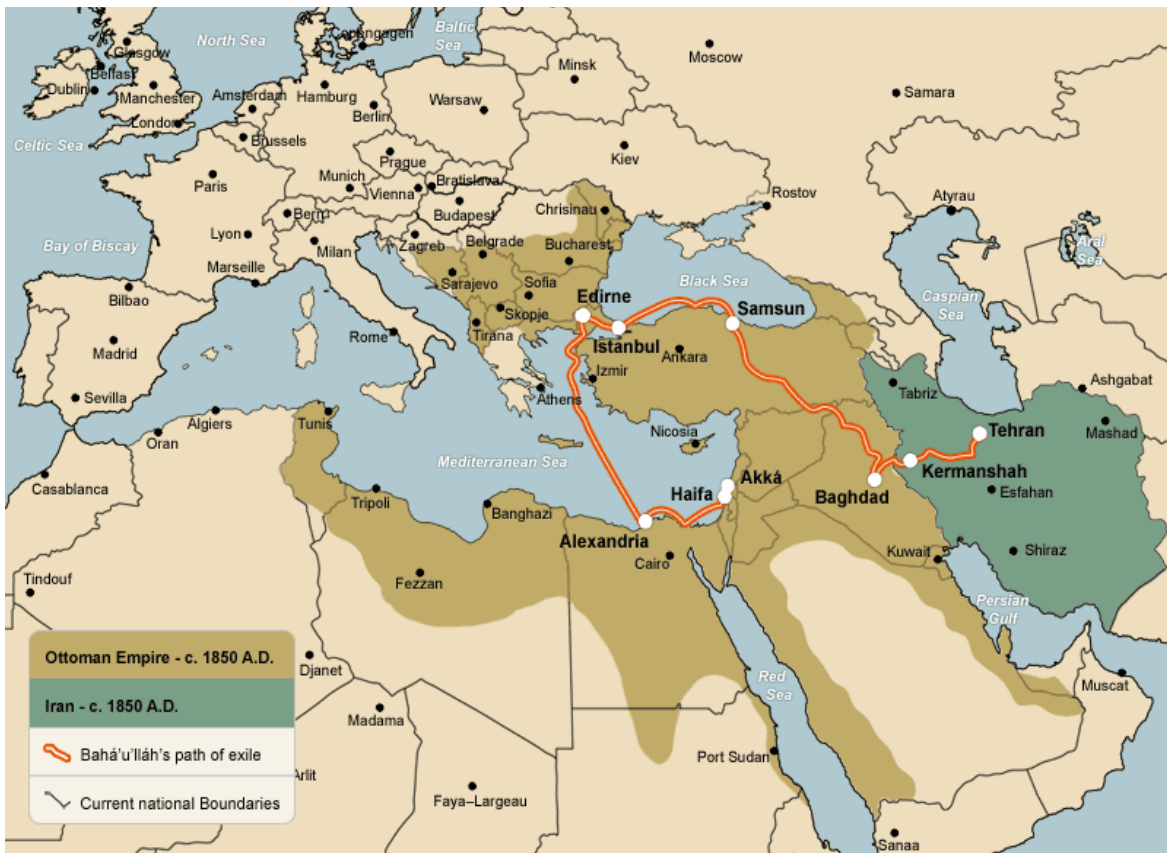 North Sea
Baltic
Sea
Copengagen
Glasgow
Moscow
Belfast
Minsk
Dublin
Manchester
Hamburg
Samara
Amsterdam
Berlin
Warsaw
London
Celtic Sea
Brussels
Kiev
Prague
Paris
Munich
Vienna
Bratislava
Rostov
Atyrau
Budapest
Chrisinau
Bern
Lyon
Zagreb
Belgrade
Bucharest
Bay of Biscay
Milan
Aral
Sea
Marseille
Sarajevo
Sofia
Black Sea
Caspian
Sea
Bilbao
Edirne
Samsun
Skopje
Rome
Tirana
Istanbul
Madrid
Ankara
Izmir
Ashgabat
Tabriz
Sevilla
Athens
Algiers
Tunis
Mashad
Oran
Nicosia
Tehran
Mediterranean Sea
Kermanshah
Casablanca
Akká
Haifa
Baghdad
Esfahan
Tripoli
Banghazi
Alexandria
Cairo
Kuwait
Shiraz
Tindouf
Fezzan
Persian
Gulf
Ottoman Empire - c. 1850 A.D.
Djanet
Red
Sea
Muscat
Iran - c. 1850 A.D.
Madama
Bahá'u'lláh's path of exile
Port Sudan
Arlit
Current national Boundaries
Faya–Largeau
Sanaa